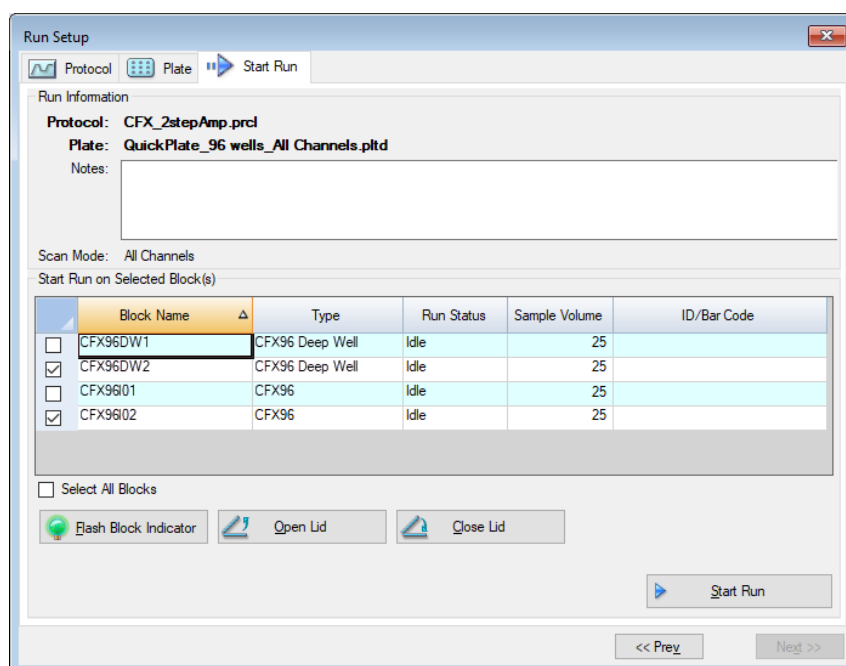 Run Setup
Protocol Plate Start Run
Run Information
Protocol: CFX_2stepAmp.prcl
Plate: QuickPlate_96 wells_All Channels.pltd
Notes:
Scan Mode: All Channels
Start Run on Selected Block(s)
Block Name Type Run Status Sample Volume ID/Bar Code
CFX96DW1 CFX96 Deep Well Idle 25
CFX96DW2 CFX96 Deep Well Idle 25
CFX96I01 CFX96 Idle 25
CFX96I02 CFX96 Idle 25
Select All Blocks
Flash Block Indicator Open Lid Close Lid
Start Run
<< Prev Next >>